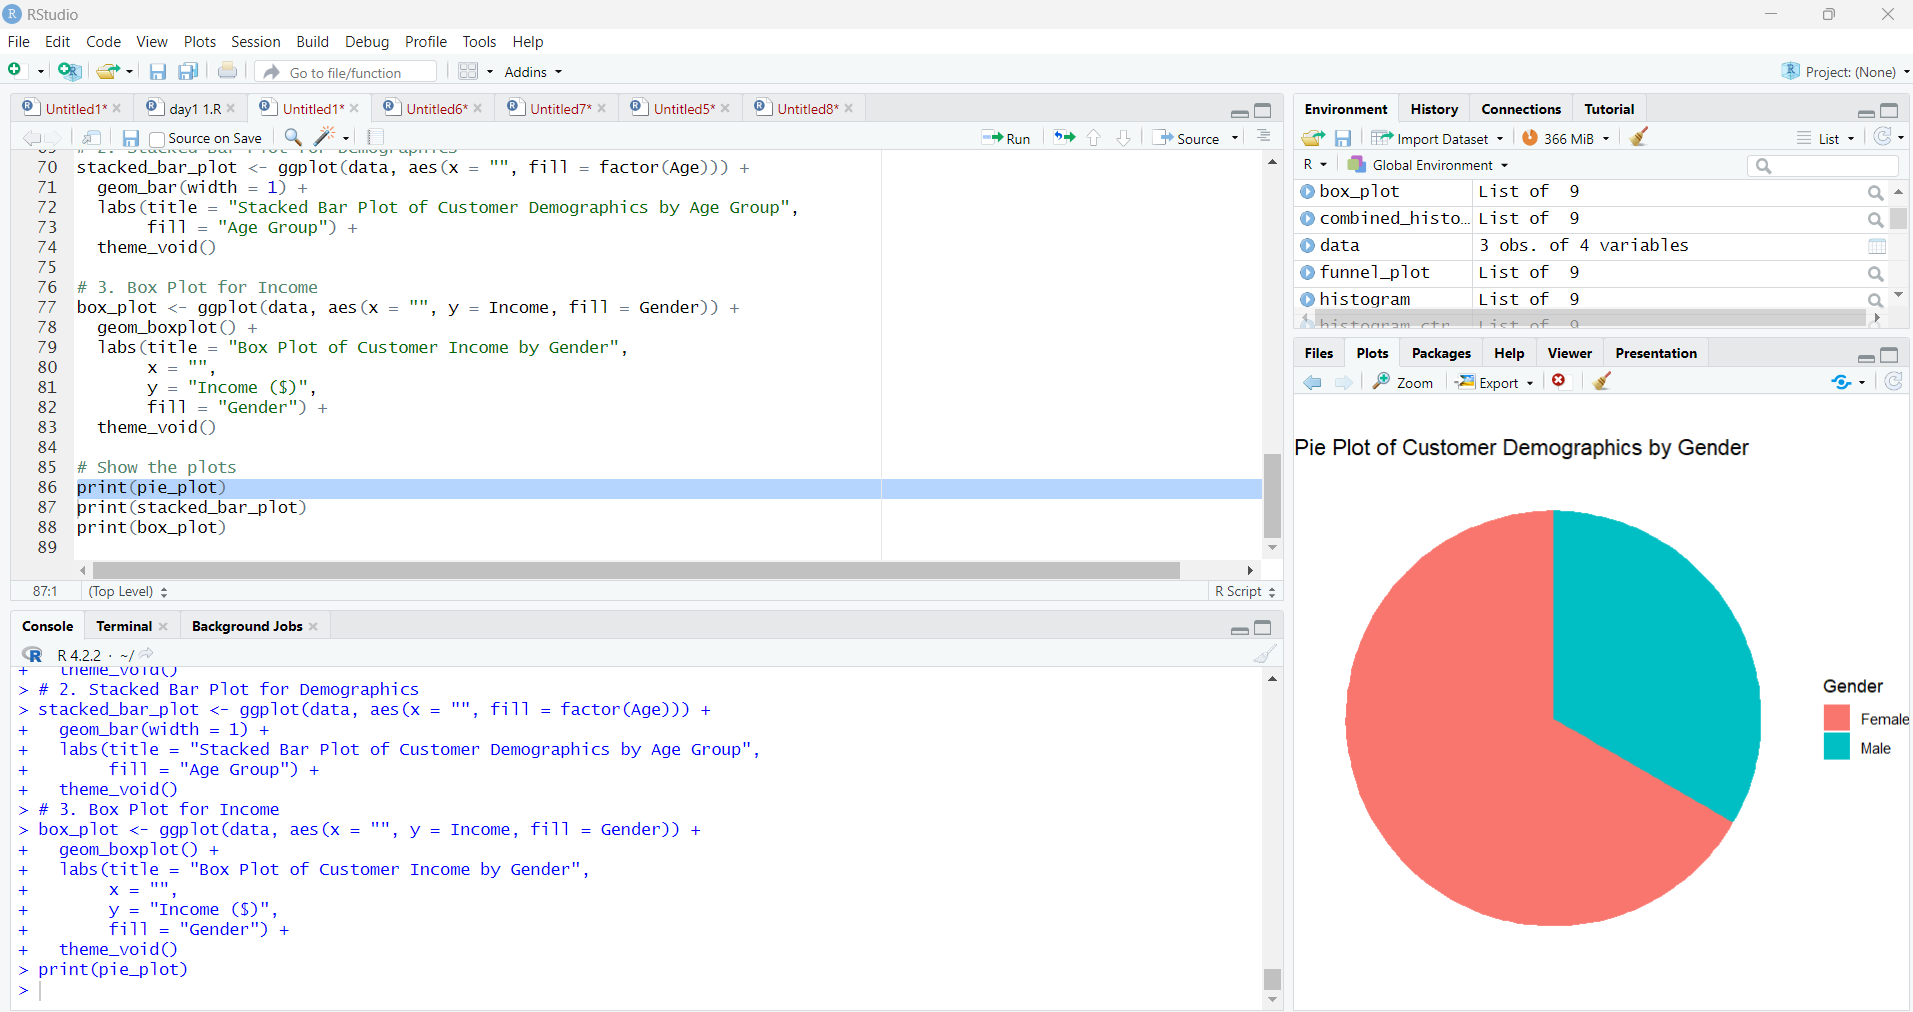 RStudio
File Edit Code View Plots Session Build Debug Profile Tools Help
Go to file/function Addins Project: (None)
Untitled1* day1 1.R Untitled1* Untitled6* Untitled7* Untitled5* Untitled8*
Source on Save Run Source
70 stacked_bar_plot <- ggplot(data, aes(x = "", fill = factor(Age))) +
71 geom_bar(width = 1) +
72 labs(title = "Stacked Bar Plot of Customer Demographics by Age Group",
73 fill = "Age Group") +
74 theme_void()
75
76 # 3. Box Plot for Income
77 box_plot <- ggplot(data, aes(x = "", y = Income, fill = Gender)) +
78 geom_boxplot() +
79 labs(title = "Box Plot of Customer Income by Gender",
80 x = "",
81 y = "Income ($)",
82 fill = "Gender") +
83 theme_void()
84
85 # Show the plots
86 print(pie_plot)
87 print(stacked_bar_plot)
88 print(box_plot)
89
87:1 (Top Level) R Script
Console Terminal Background Jobs
R 4.2.2 · ~/
+ theme_void()
> # 2. Stacked Bar Plot for Demographics
> stacked_bar_plot <- ggplot(data, aes(x = "", fill = factor(Age))) +
+ geom_bar(width = 1) +
+ labs(title = "Stacked Bar Plot of Customer Demographics by Age Group",
+ fill = "Age Group") +
+ theme_void()
> # 3. Box Plot for Income
> box_plot <- ggplot(data, aes(x = "", y = Income, fill = Gender)) +
+ geom_boxplot() +
+ labs(title = "Box Plot of Customer Income by Gender",
+ x = "",
+ y = "Income ($)",
+ fill = "Gender") +
+ theme_void()
> print(pie_plot)
>
Environment History Connections Tutorial
Import Dataset 366 MiB List
R Global Environment
box_plot List of 9
combined_histo… List of 9
data 3 obs. of 4 variables
funnel_plot List of 9
histogram List of 9
histogram_ctr List of 9
Files Plots Packages Help Viewer Presentation
Zoom Export
Pie Plot of Customer Demographics by Gender
Gender
Female
Male